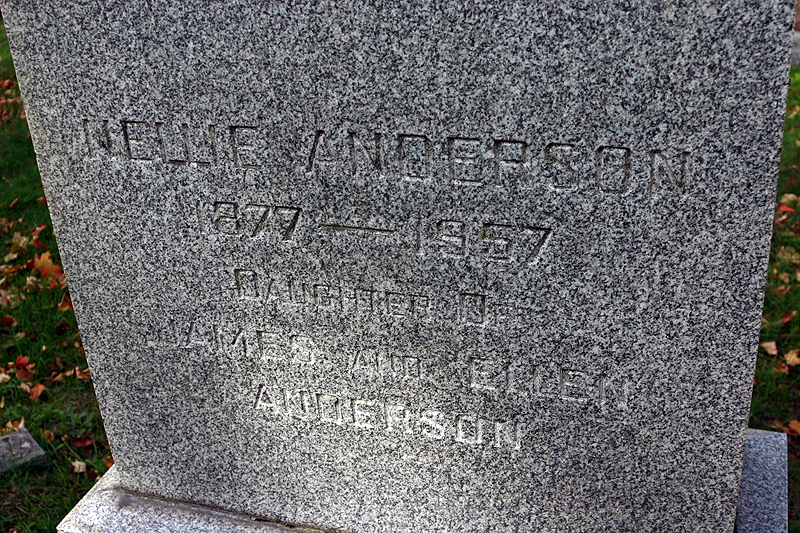 NELLIE ANDERSON
1877 — 1957
DAUGHTER OF
JAMES AND ELLEN
ANDERSON